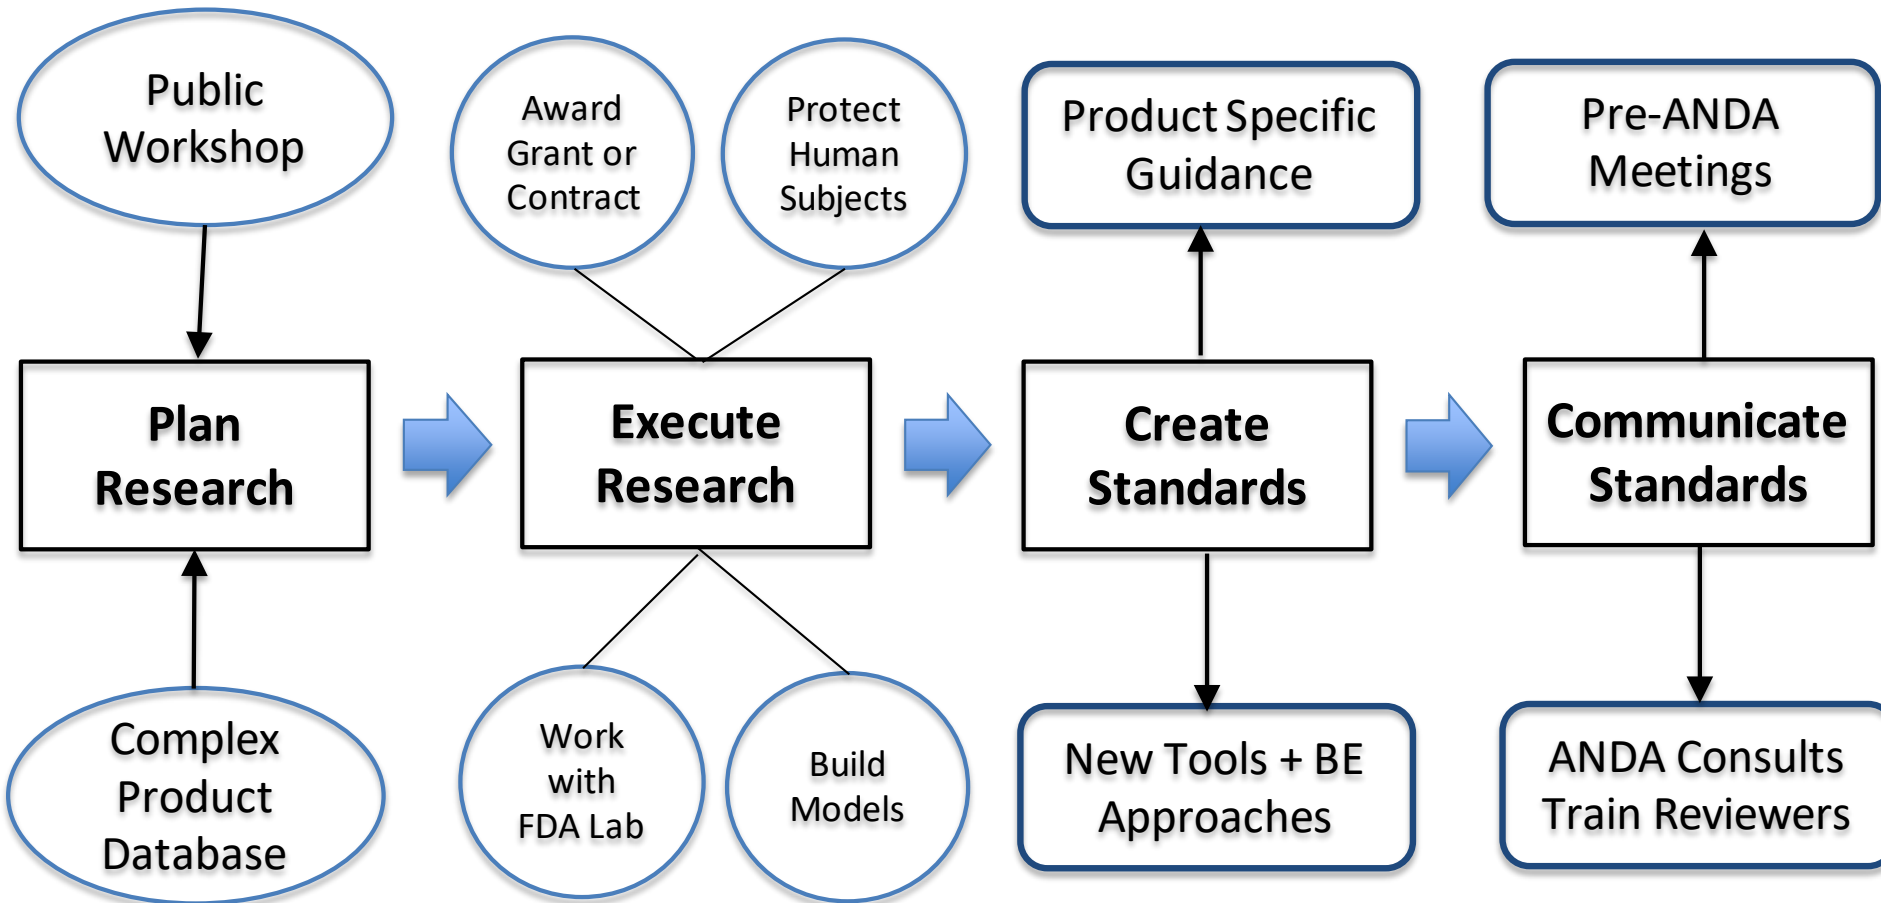 Public
Workshop
Award
Grant or
Contract
Protect
Human
Subjects
Product Specific
Guidance
Pre-ANDA
Meetings
Plan
Research
Execute
Research
Create
Standards
Communicate
Standards
Complex
Product
Database
Work
with
FDA Lab
Build
Models
New Tools + BE
Approaches
ANDA Consults
Train Reviewers